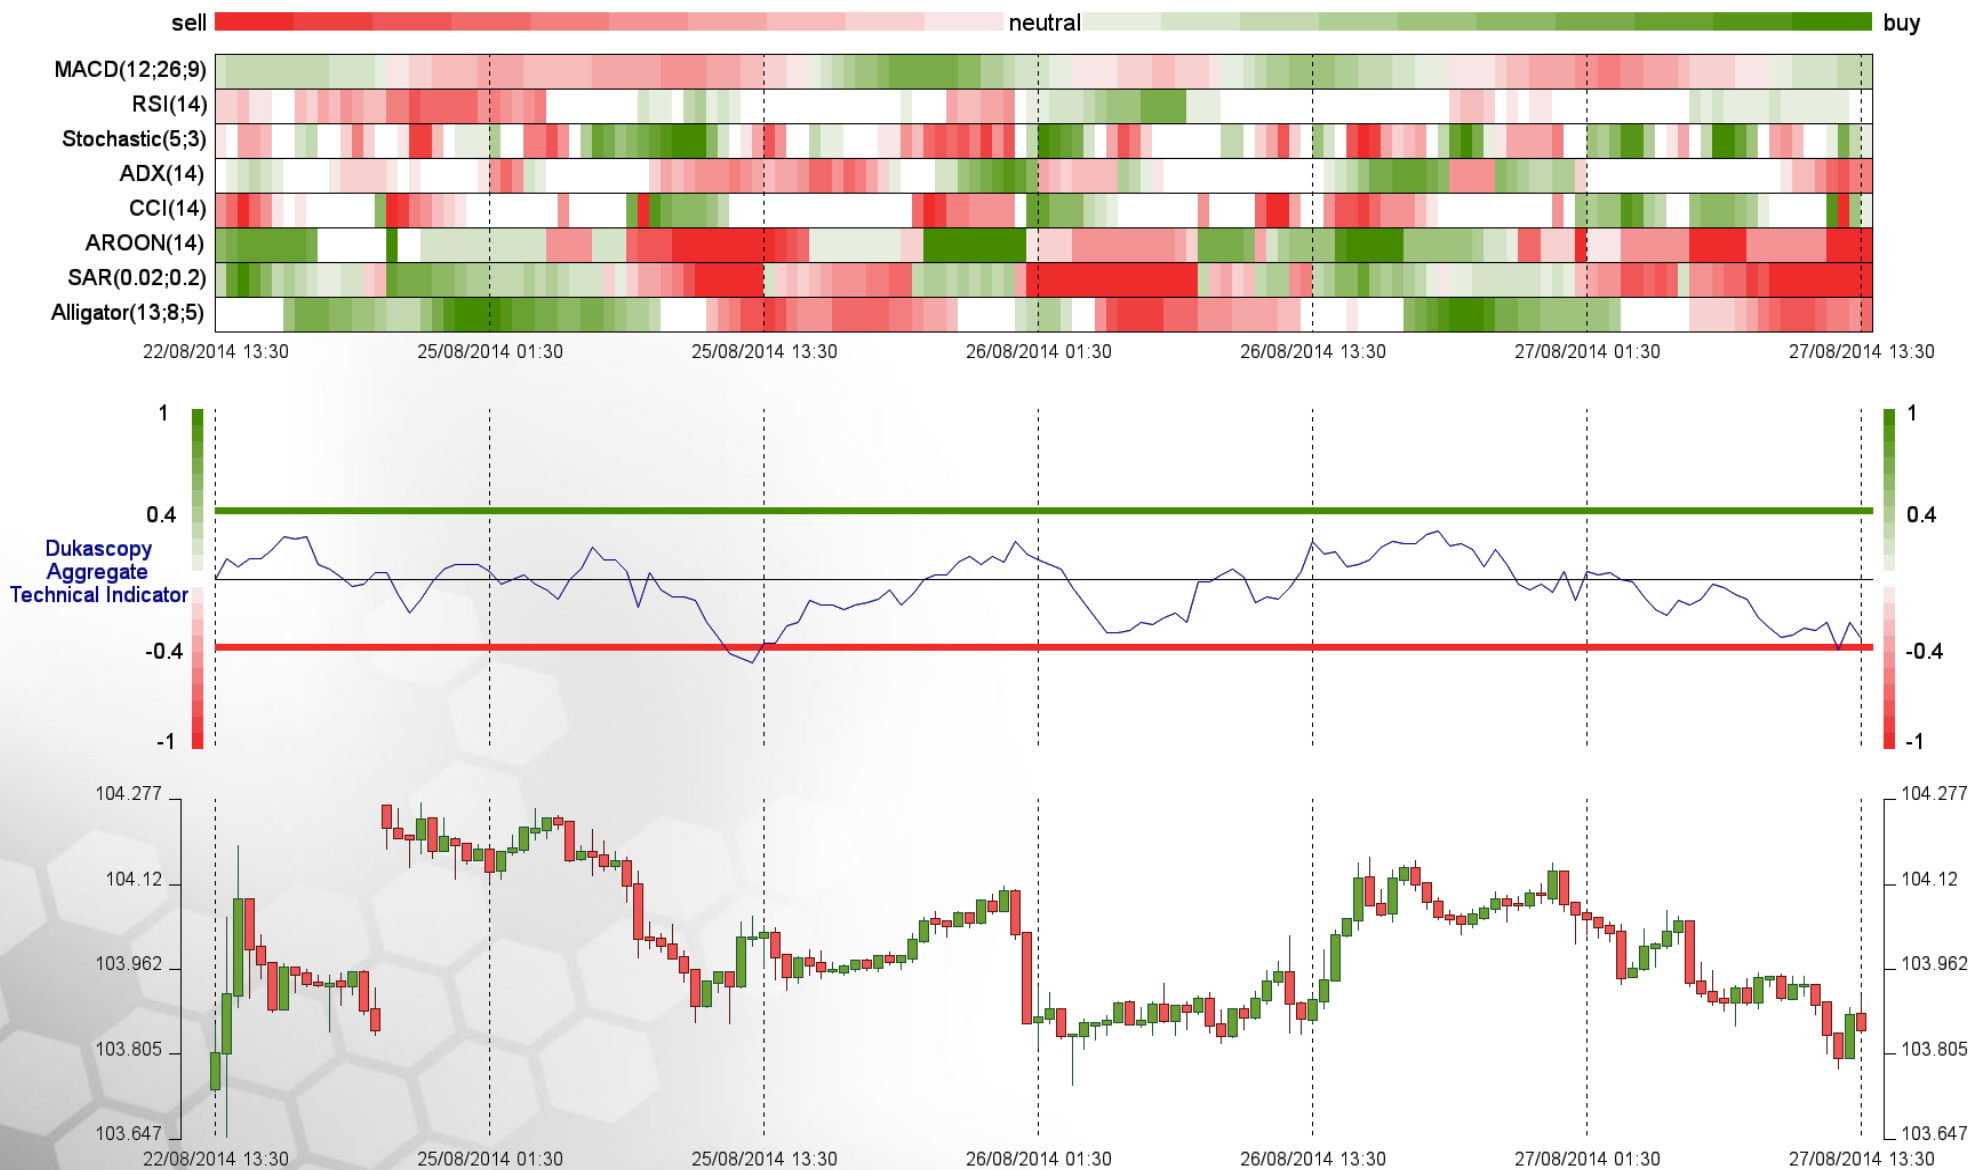 sell neutral buy
MACD(12;26;9)
RSI(14)
Stochastic(5;3)
ADX(14)
CCI(14)
AROON(14)
SAR(0.02;0.2)
Alligator(13;8;5)
22/08/2014 13:30 25/08/2014 01:30 25/08/2014 13:30 26/08/2014 01:30 26/08/2014 13:30 27/08/2014 01:30 27/08/2014 13:30
1 1
0.4 0.4
Dukascopy
Aggregate
Technical Indicator
-0.4 -0.4
-1 -1
104.277 104.277
104.12 104.12
103.962 103.962
103.805 103.805
103.647 103.647
22/08/2014 13:30 25/08/2014 01:30 25/08/2014 13:30 26/08/2014 01:30 26/08/2014 13:30 27/08/2014 01:30 27/08/2014 13:30